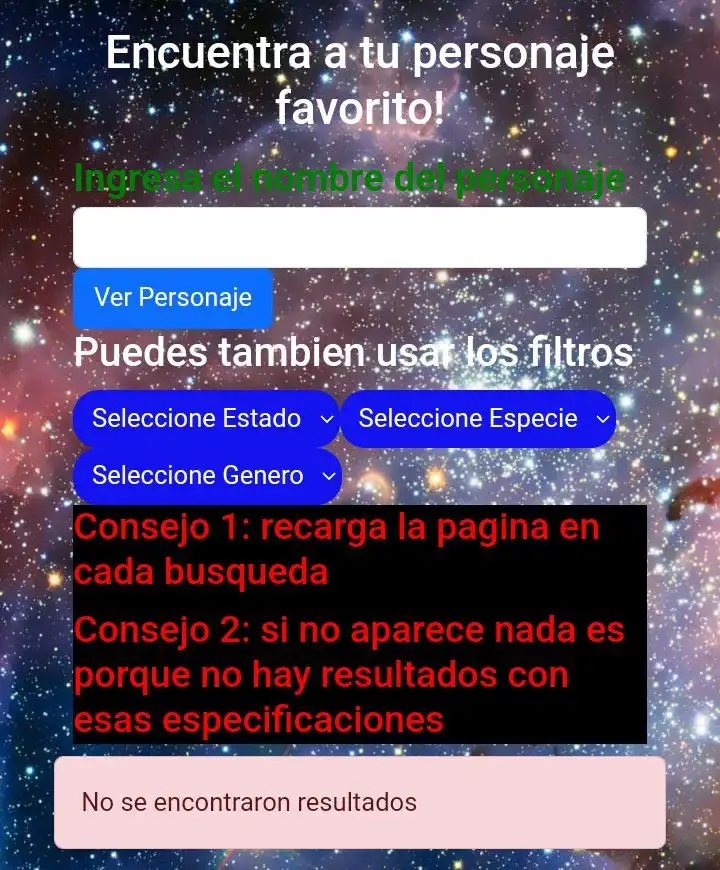 Encuentra a tu personaje
favorito!
Ingresa el nombre del personaje
Ver Personaje
Puedes tambien usar los filtros
Seleccione Estado
Seleccione Especie
Seleccione Genero
Consejo 1: recarga la pagina en
cada busqueda
Consejo 2: si no aparece nada es
porque no hay resultados con
esas especificaciones
No se encontraron resultados